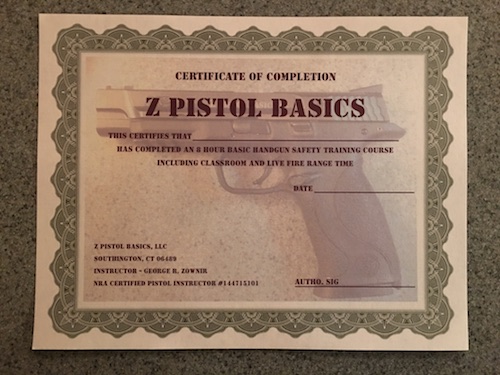 CERTIFICATE OF COMPLETION
Z PISTOL BASICS
THIS CERTIFIES THAT
HAS COMPLETED AN 8 HOUR BASIC HANDGUN SAFETY TRAINING COURSE
INCLUDING CLASSROOM AND LIVE FIRE RANGE TIME
DATE
Z PISTOL BASICS, LLC
SOUTHINGTON, CT 06489
INSTRUCTOR - GEORGE R. ZOWNIR
NRA CERTIFIED PISTOL INSTRUCTOR #144715101
AUTHO. SIG